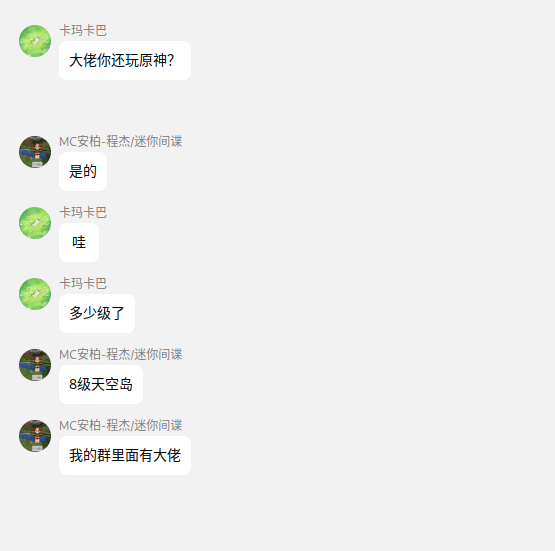 卡玛卡巴
大佬你还玩原神?
MC安柏-程杰/迷你间谍
是的
卡玛卡巴
哇
卡玛卡巴
多少级了
MC安柏-程杰/迷你间谍
8级天空岛
MC安柏-程杰/迷你间谍
我的群里面有大佬